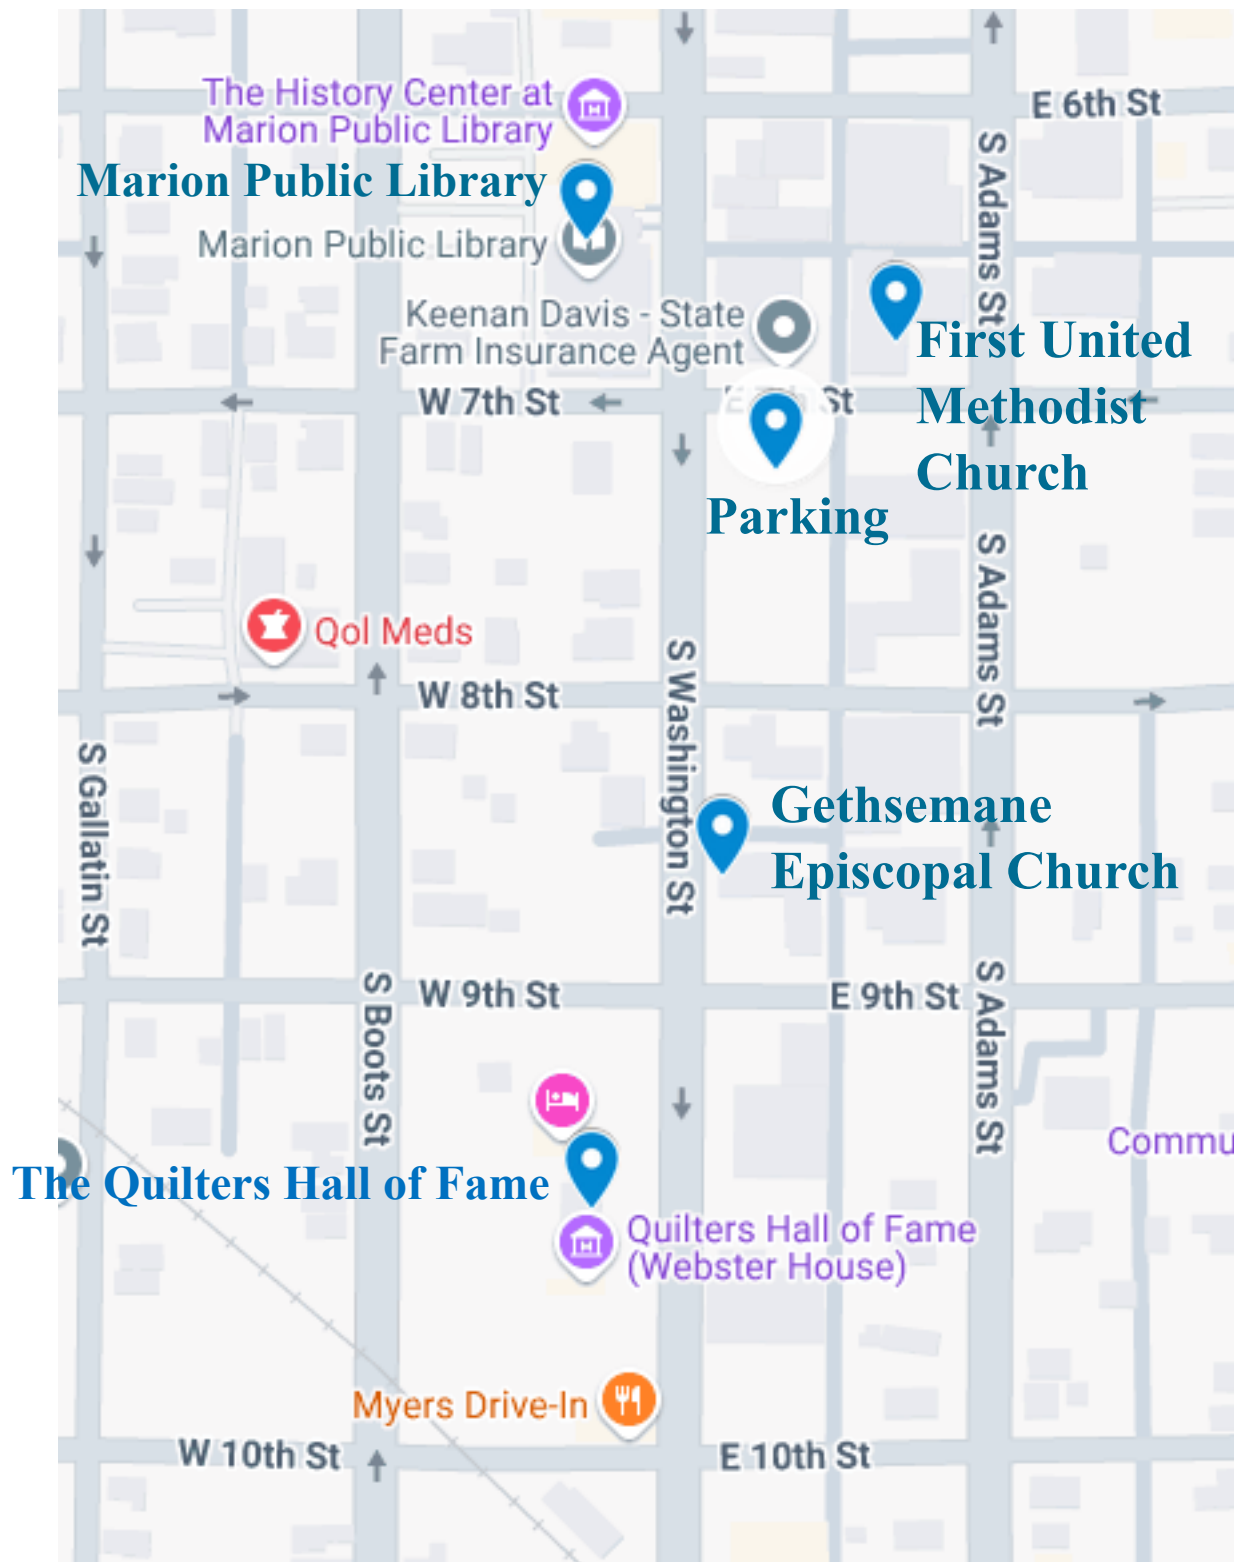 The History Center at
Marion Public Library
E 6th St
Marion Public Library
S Adams St
Marion Public Library
Keenan Davis - State
Farm Insurance Agent
First United
Methodist
Church
W 7th St
E St
Parking
S Adams St
Qol Meds
W 8th St
S Washington St
S Gallatin St
Gethsemane
Episcopal Church
W 9th St
E 9th St
S Boots St
S Adams St
Commu
The Quilters Hall of Fame
Quilters Hall of Fame
(Webster House)
Myers Drive-In
W 10th St
E 10th St